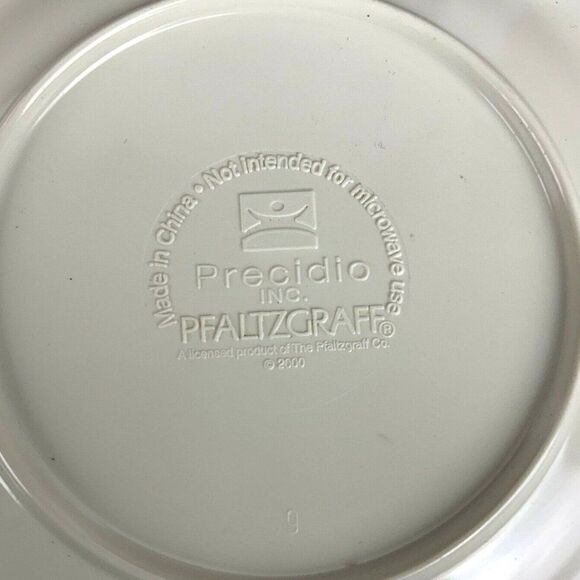 Made in China • Not intended for microwave use
Precidio
INC.
PFALTZGRAFF®
A licensed product of The Pfaltzgraff Co.
© 2000
9